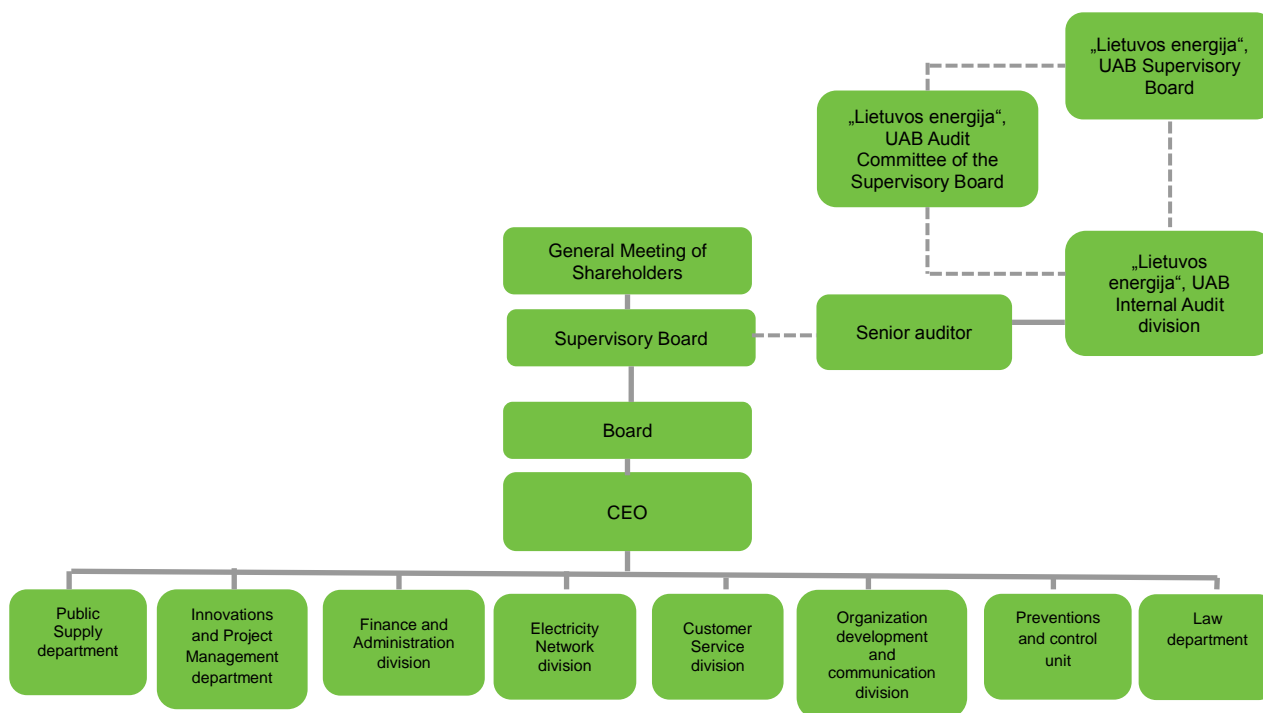 „Lietuvos energija“,
UAB Supervisory
Board
„Lietuvos energija“,
UAB Audit
Committee of the
Supervisory Board
General Meeting of
Shareholders
„Lietuvos
energija“, UAB
Internal Audit
division
Supervisory Board
Senior auditor
Board
CEO
Public
Supply
department
Innovations
and Project
Management
department
Finance and
Administration
division
Electricity
Network
division
Customer
Service
division
Organization
development
and
communication
division
Preventions
and control
unit
Law
department